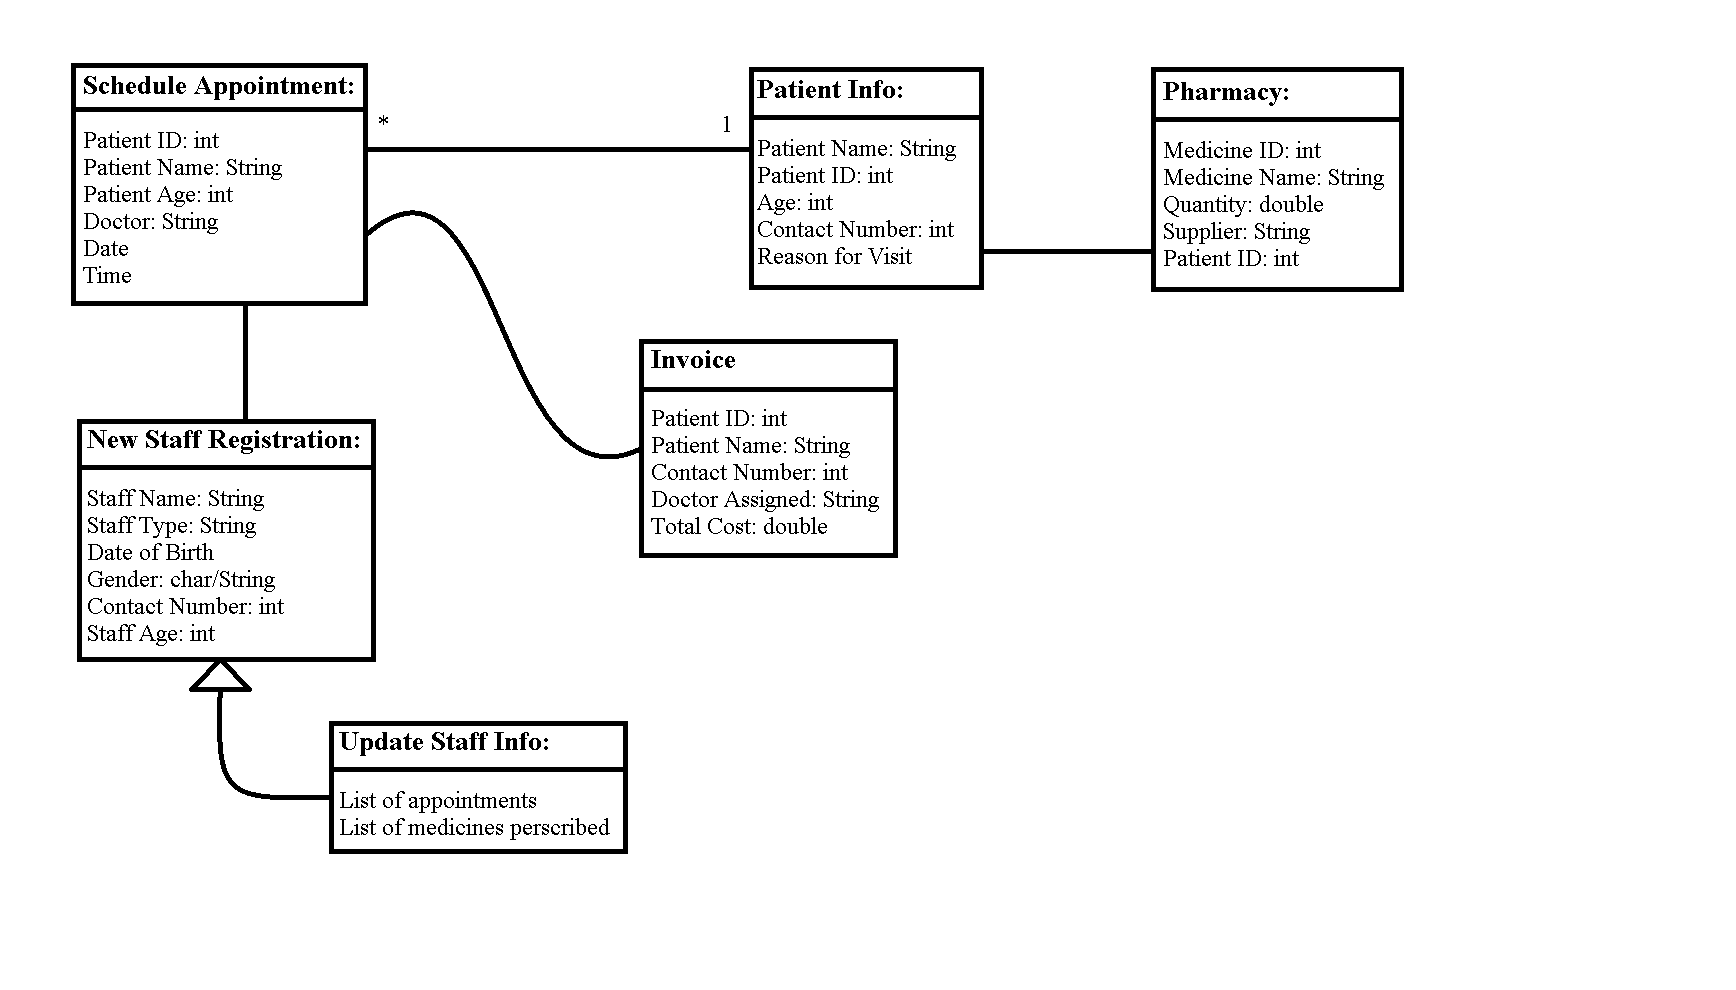 Schedule Appointment:
Patient ID: int
Patient Name: String
Patient Age: int
Doctor: String
Date
Time
*
1
Patient Info:
Patient Name: String
Patient ID: int
Age: int
Contact Number: int
Reason for Visit
Pharmacy:
Medicine ID: int
Medicine Name: String
Quantity: double
Supplier: String
Patient ID: int
Invoice
Patient ID: int
Patient Name: String
Contact Number: int
Doctor Assigned: String
Total Cost: double
New Staff Registration:
Staff Name: String
Staff Type: String
Date of Birth
Gender: char/String
Contact Number: int
Staff Age: int
Update Staff Info:
List of appointments
List of medicines perscribed